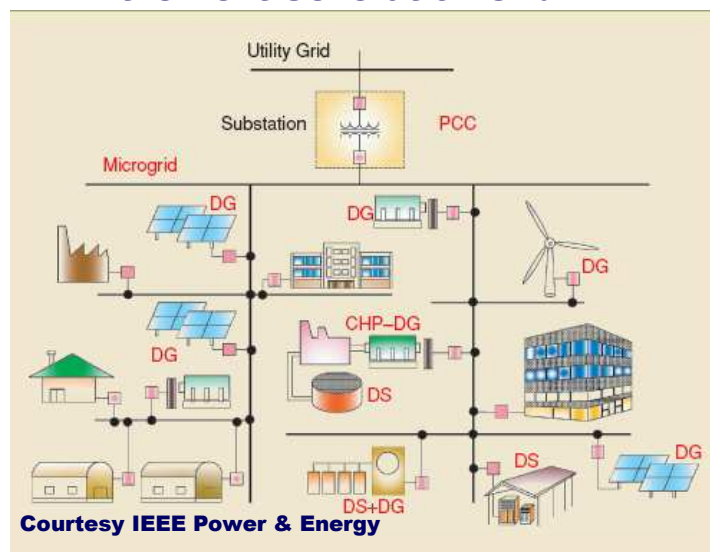 Utility Grid
Substation
PCC
Microgrid
DG
DG
DG
CHP–DG
DG
DS
DG
DS
DS+DG
Courtesy IEEE Power & Energy